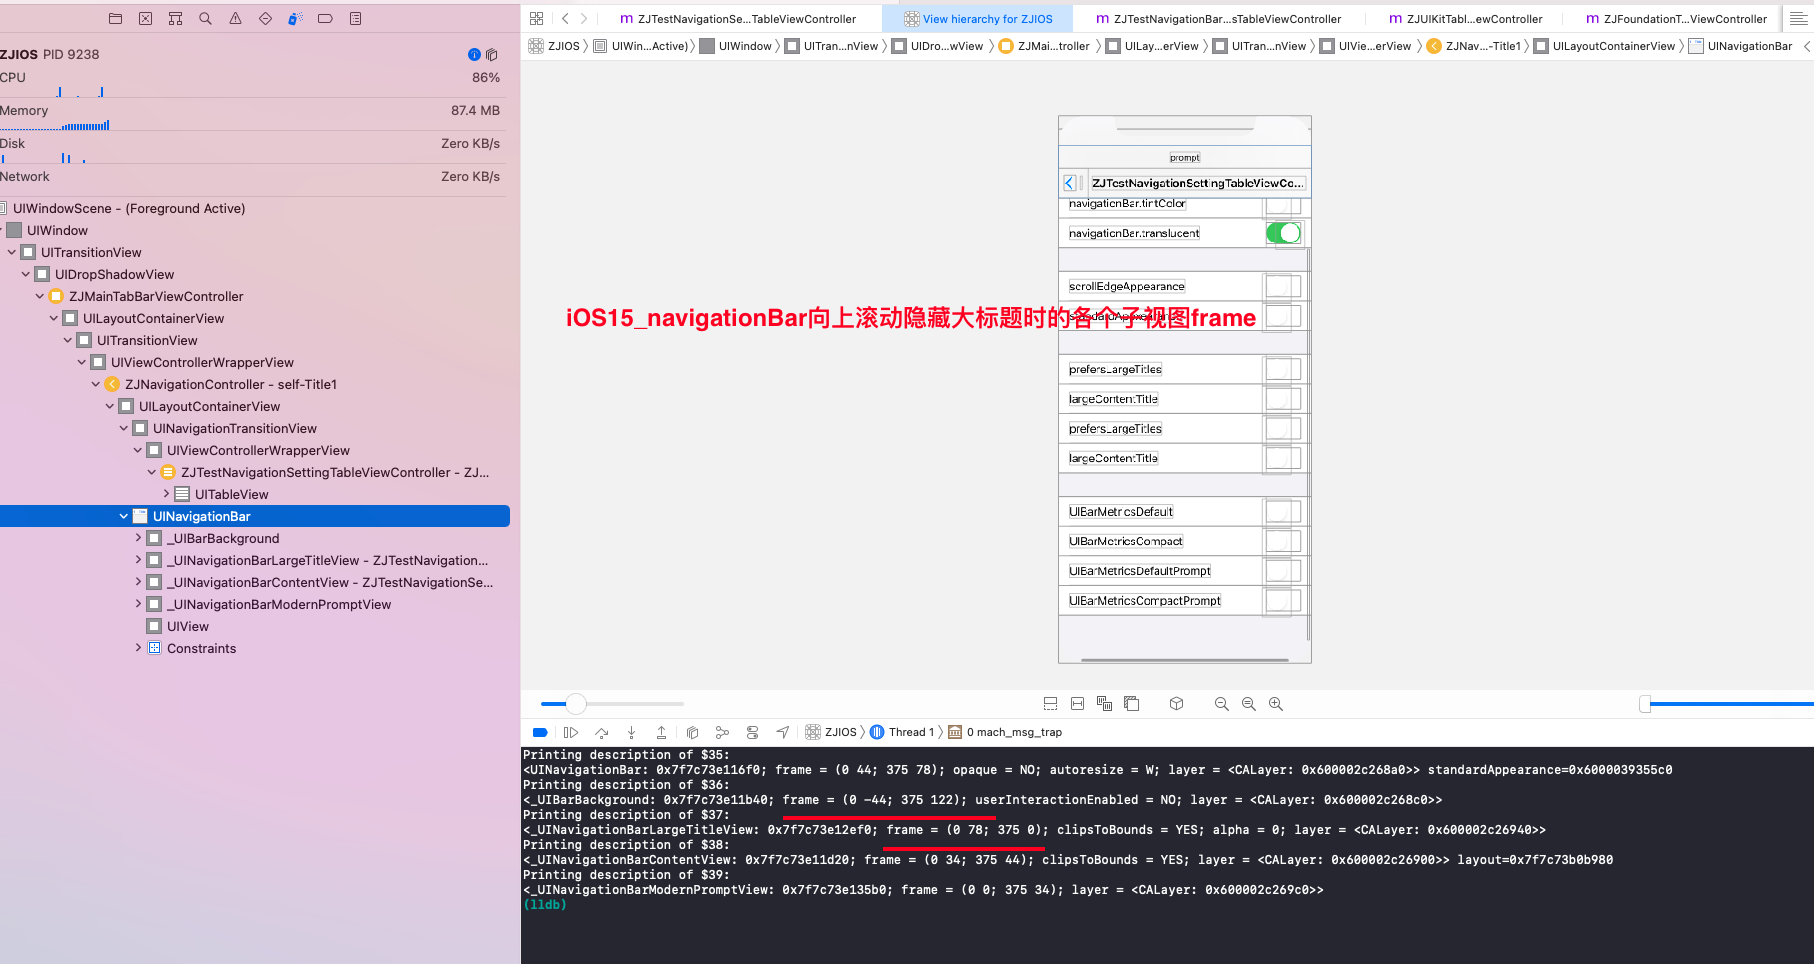 ZJTestNavigationSe...TableViewController
View hierarchy for ZJIOS
ZJTestNavigationBar...sTableViewController
ZJUIKitTabl...ewController
ZJFoundationT...ViewController
ZJIOS
UIWin...Active)
UIWindow
UITran...nView
UIDro...wView
ZJMai...troller
UILay...erView
UITran...nView
UIVie...erView
ZJNav...-Title1
UILayoutContainerView
UINavigationBar
ZJIOS PID 9238
CPU 86%
Memory 87.4 MB
Disk Zero KB/s
Network Zero KB/s
UIWindowScene - (Foreground Active)
UIWindow
UITransitionView
UIDropShadowView
ZJMainTabBarViewController
UILayoutContainerView
UITransitionView
UIViewControllerWrapperView
ZJNavigationController - self-Title1
UILayoutContainerView
UINavigationTransitionView
UIViewControllerWrapperView
ZJTestNavigationSettingTableViewController - ZJ...
UITableView
UINavigationBar
_UIBarBackground
_UINavigationBarLargeTitleView - ZJTestNavigation...
_UINavigationBarContentView - ZJTestNavigationSe...
_UINavigationBarModernPromptView
UIView
Constraints
prompt
ZJTestNavigationSettingTableViewCo...
navigationBar.tintColor
navigationBar.translucent
scrollEdgeAppearance
standardAppearance
iOS15_navigationBar向上滚动隐藏大标题时的各个子视图frame
prefersLargeTitles
largeContentTitle
prefersLargeTitles
largeContentTitle
UIBarMetricsDefault
UIBarMetricsCompact
UIBarMetricsDefaultPrompt
UIBarMetricsCompactPrompt
ZJIOS
Thread 1
0 mach_msg_trap
Printing description of $35:
<UINavigationBar: 0x7f7c73e116f0; frame = (0 44; 375 78); opaque = NO; autoresize = W; layer = <CALayer: 0x600002c268a0>> standardAppearance=0x6000039355c0
Printing description of $36:
<_UIBarBackground: 0x7f7c73e11b40; frame = (0 -44; 375 122); userInteractionEnabled = NO; layer = <CALayer: 0x600002c268c0>>
Printing description of $37:
<_UINavigationBarLargeTitleView: 0x7f7c73e12ef0; frame = (0 78; 375 0); clipsToBounds = YES; alpha = 0; layer = <CALayer: 0x600002c26940>>
Printing description of $38:
<_UINavigationBarContentView: 0x7f7c73e11d20; frame = (0 34; 375 44); clipsToBounds = YES; layer = <CALayer: 0x600002c26900>> layout=0x7f7c73b0b980
Printing description of $39:
<_UINavigationBarModernPromptView: 0x7f7c73e135b0; frame = (0 0; 375 34); layer = <CALayer: 0x600002c269c0>>
(lldb)